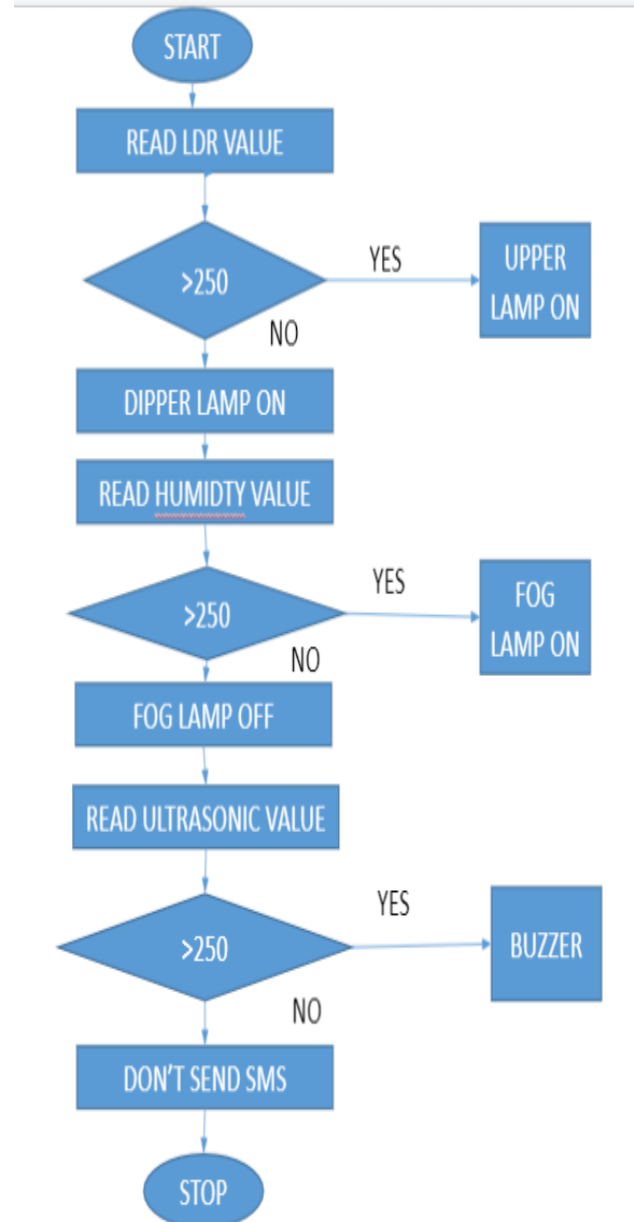 START
READ LDR VALUE
>250
YES
UPPER
LAMP ON
NO
DIPPER LAMP ON
READ HUMIDTY VALUE
>250
YES
FOG
LAMP ON
NO
FOG LAMP OFF
READ ULTRASONIC VALUE
>250
YES
BUZZER
NO
DON'T SEND SMS
STOP